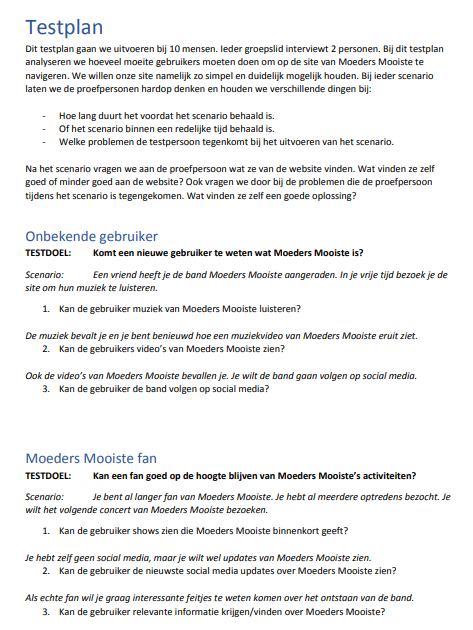 Testplan
Dit testplan gaan we uitvoeren bij 10 mensen. Ieder groepslid interviewt 2 personen. Bij dit testplan
analyseren we hoeveel moeite gebruikers moeten doen om op de site van Moeders Mooiste te
navigeren. We willen onze site namelijk zo simpel en duidelijk mogelijk houden. Bij ieder scenario
laten we de proefpersonen hardop denken en houden we verschillende dingen bij:
- Hoe lang duurt het voordat het scenario behaald is.
- Of het scenario binnen een redelijke tijd behaald is.
- Welke problemen de testpersoon tegenkomt bij het uitvoeren van het scenario.
Na het scenario vragen we aan de proefpersoon wat ze van de website vinden. Wat vinden ze zelf
goed of minder goed aan de website? Ook vragen we door bij de problemen die de proefpersoon
tijdens het scenario is tegengekomen. Wat vinden ze zelf een goede oplossing?
Onbekende gebruiker
TESTDOEL: Komt een nieuwe gebruiker te weten wat Moeders Mooiste is?
Scenario: Een vriend heeft je de band Moeders Mooiste aangeraden. In je vrije tijd bezoek je de
site om hun muziek te luisteren.
1. Kan de gebruiker muziek van Moeders Mooiste luisteren?
De muziek bevalt je en je bent benieuwd hoe een muziekvideo van Moeders Mooiste eruit ziet.
2. Kan de gebruikers video's van Moeders Mooiste zien?
Ook de video's van Moeders Mooiste bevallen je. Je wilt de band gaan volgen op social media.
3. Kan de gebruiker de band volgen op social media?
Moeders Mooiste fan
TESTDOEL: Kan een fan goed op de hoogte blijven van Moeders Mooiste's activiteiten?
Scenario: Je bent al langer fan van Moeders Mooiste. Je hebt al meerdere optredens bezocht. Je
wilt het volgende concert van Moeders Mooiste bezoeken.
1. Kan de gebruiker shows zien die Moeders Mooiste binnenkort geeft?
Je hebt zelf geen social media, maar je wilt wel updates van Moeders Mooiste zien.
2. Kan de gebruiker de nieuwste social media updates over Moeders Mooiste zien?
Als echte fan wil je graag interessante feitjes te weten komen over het ontstaan van de band.
3. Kan de gebruiker relevante informatie krijgen/vinden over Moeders Mooiste?